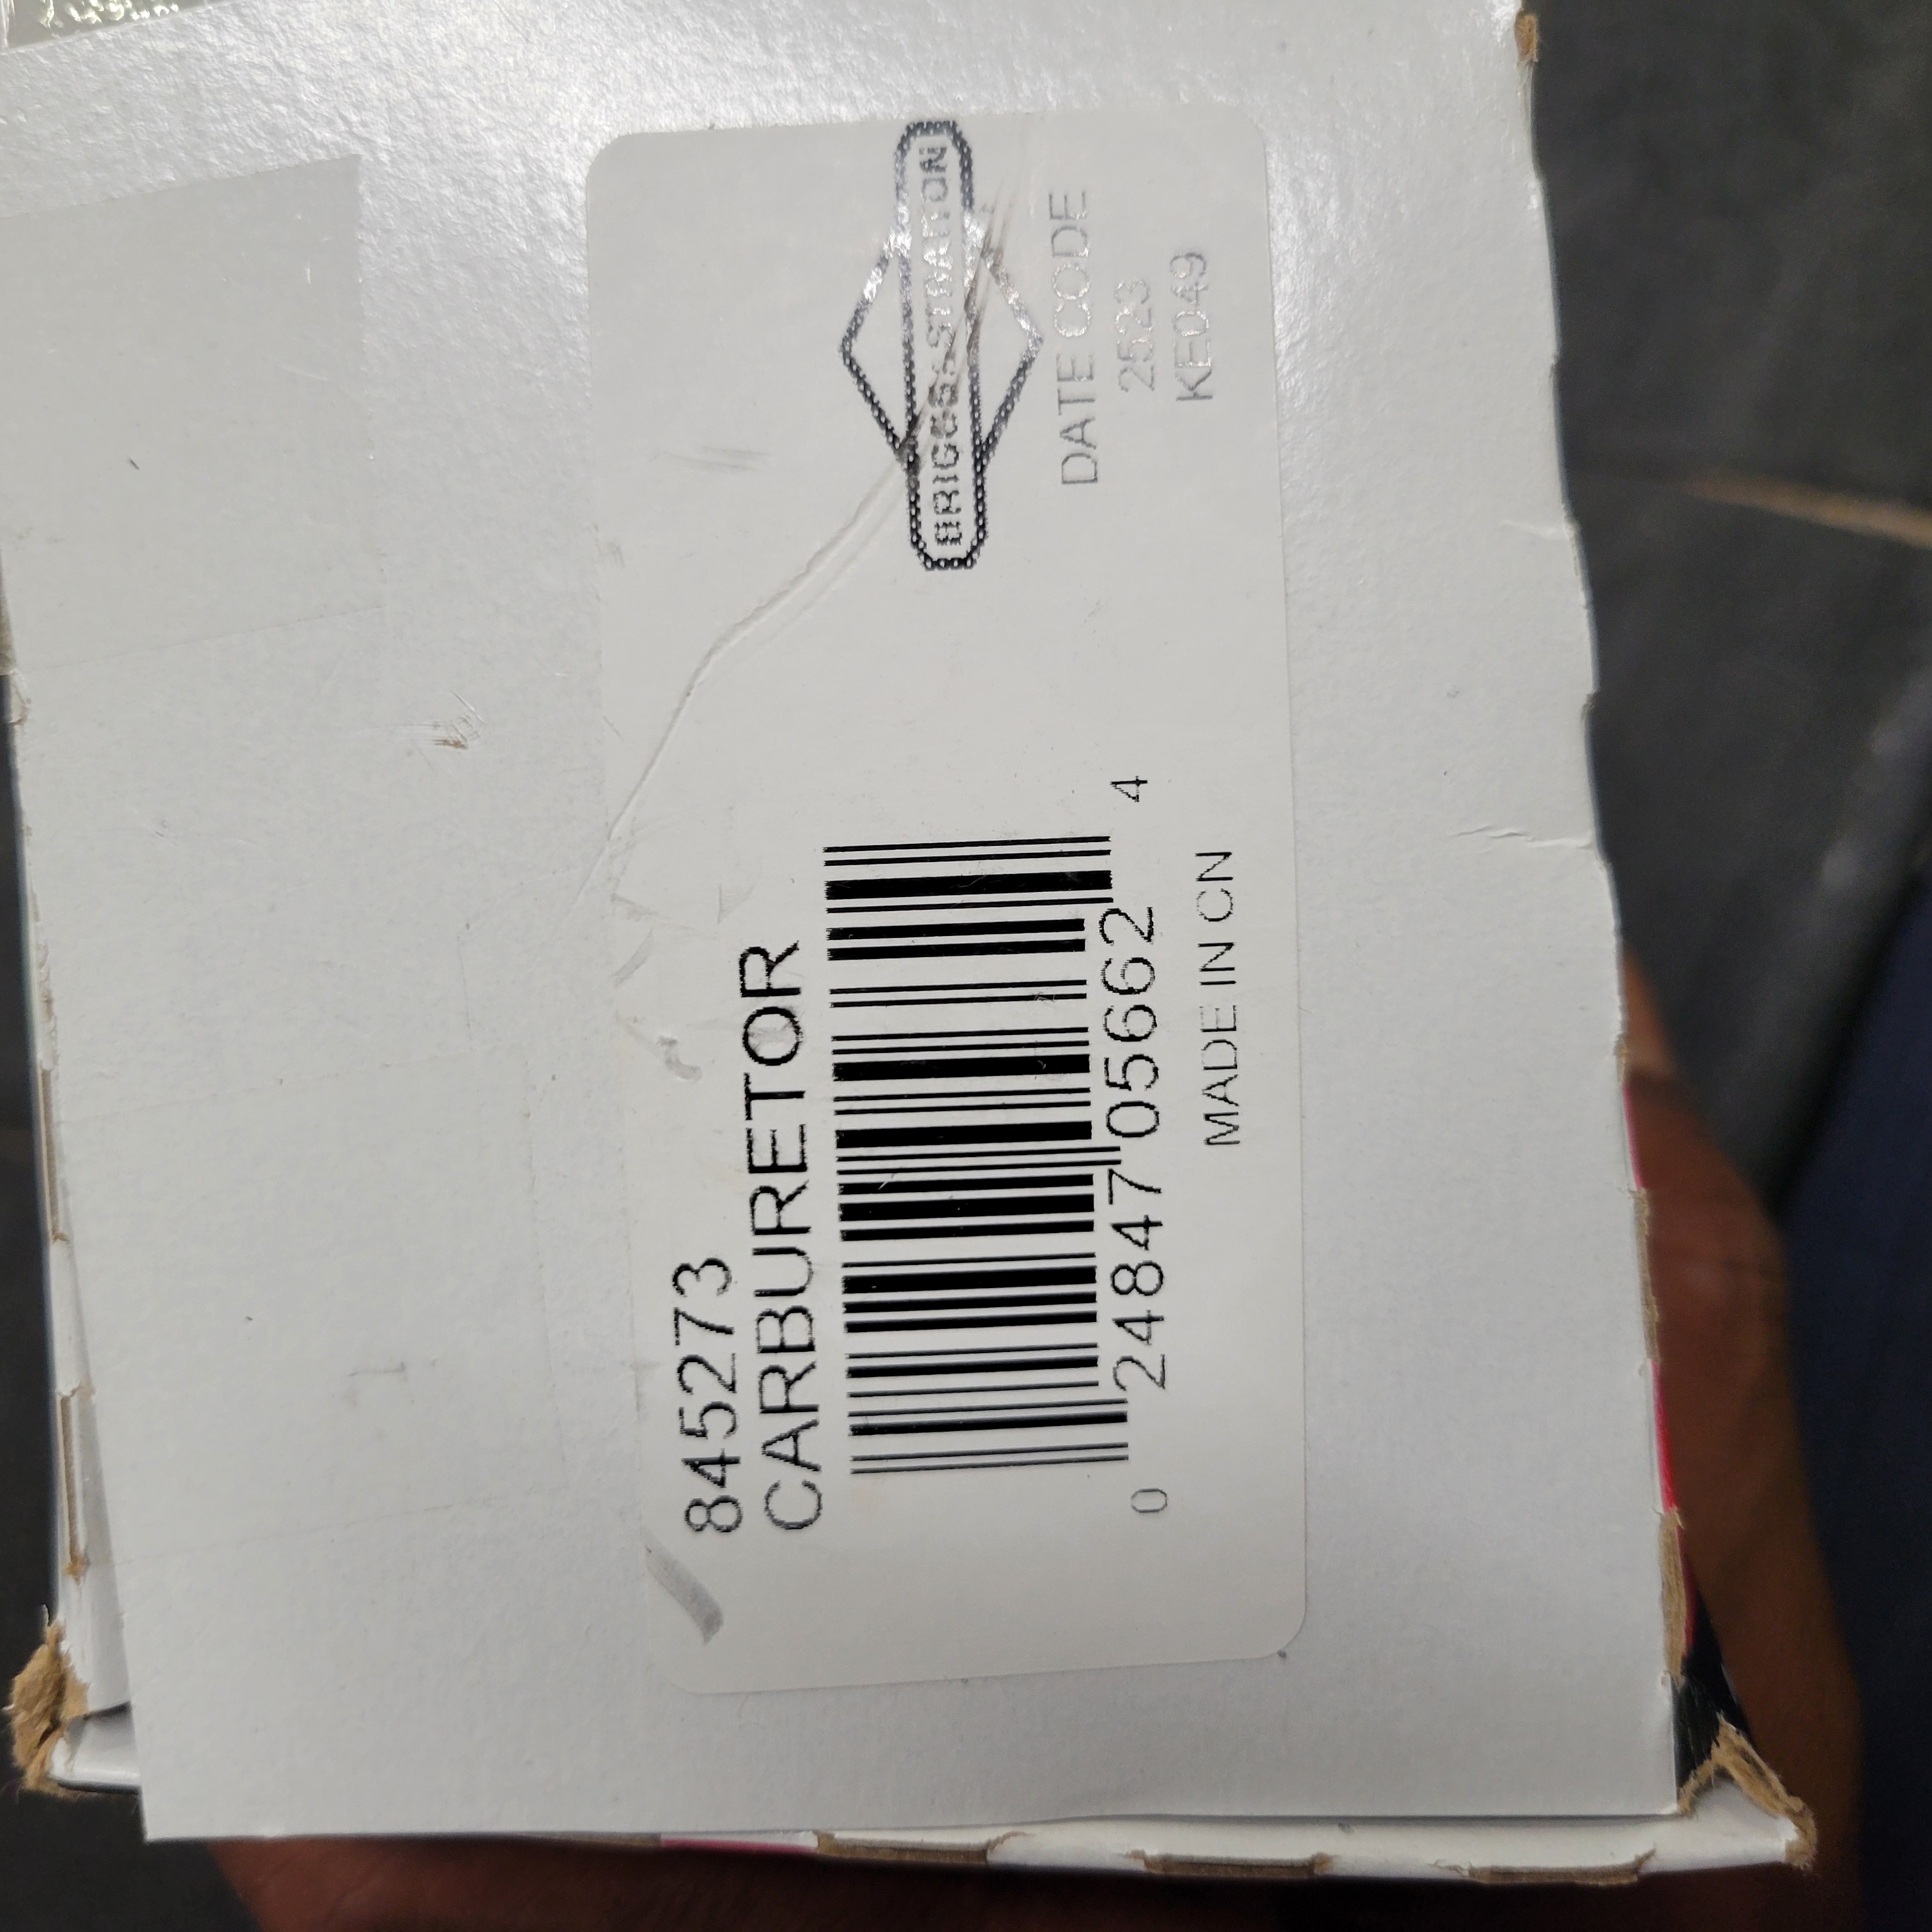 845273
CARBURETOR
0 24847 05662 4
MADE IN CN
BRIGGS&STRATTON
DATE CODE
2523
KE049